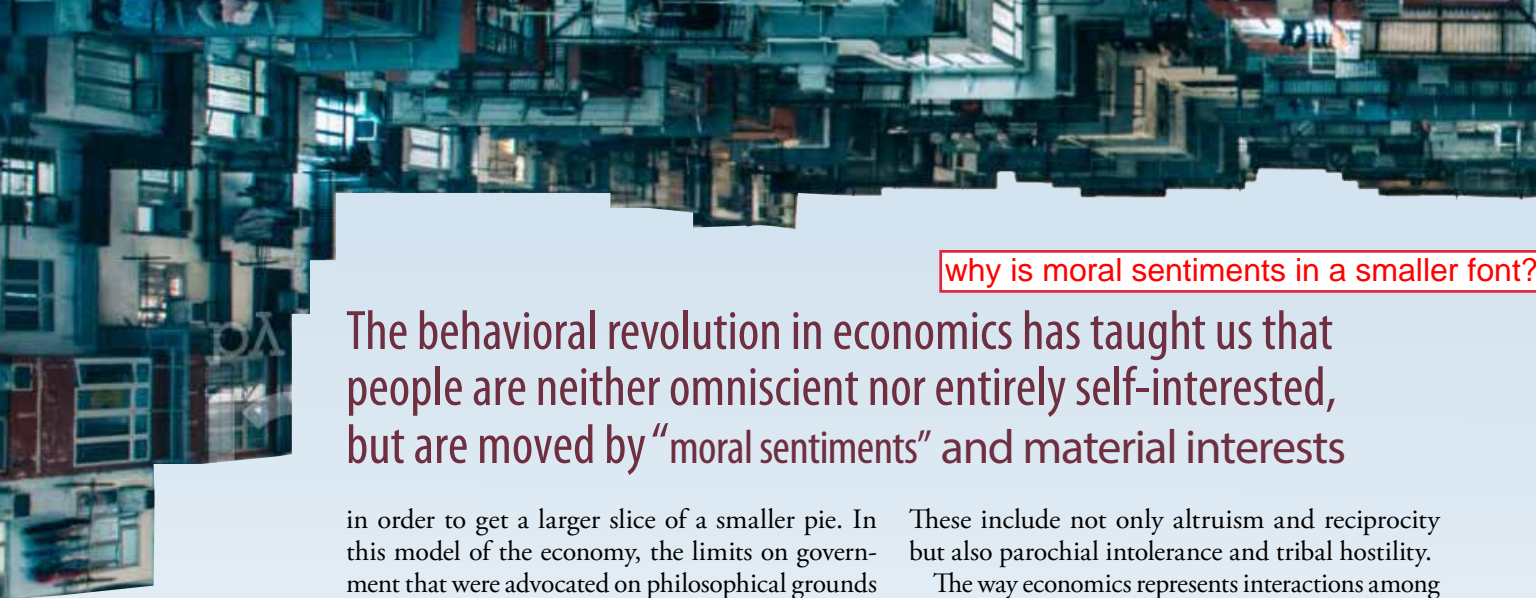 why is moral sentiments in a smaller font?
The behavioral revolution in economics has taught us that
people are neither omniscient nor entirely self-interested,
but are moved by “moral sentiments” and material interests
in order to get a larger slice of a smaller pie. In
this model of the economy, the limits on govern-
ment that were advocated on philosophical grounds
These include not only altruism and reciprocity
but also parochial intolerance and tribal hostility.
The way economics represents interactions among